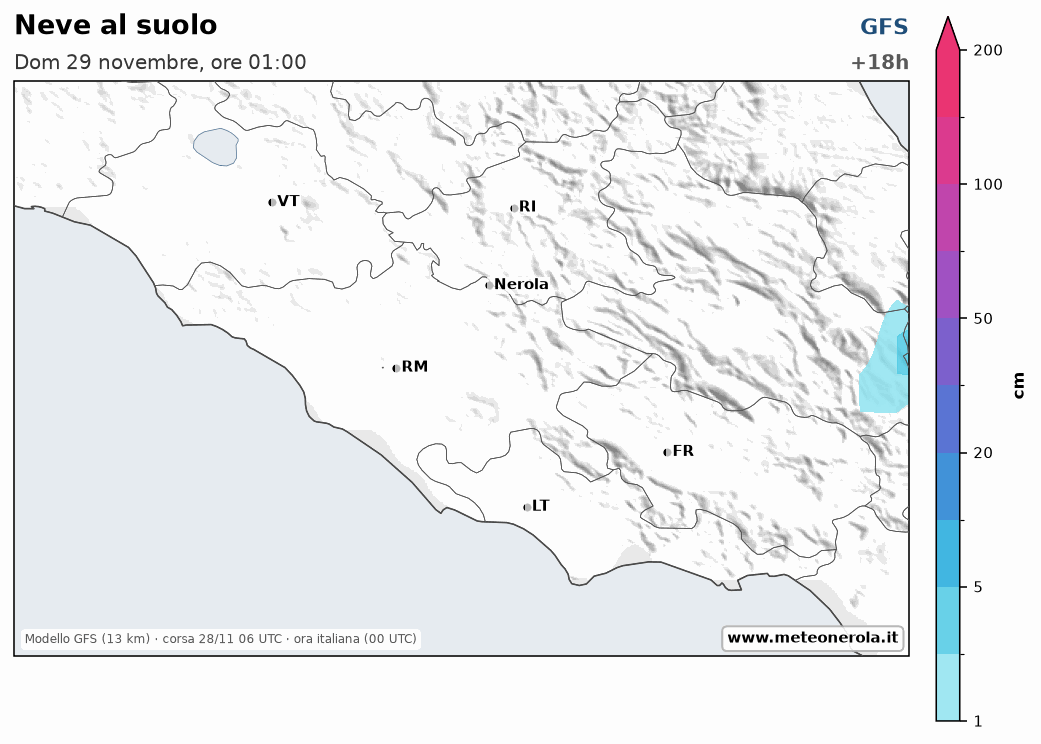 Neve al suolo
GFS
Dom 29 novembre, ore 01:00
+18h
200
100
50
20
5
1
cm
VT
RI
Nerola
RM
FR
LT
Modello GFS (13 km) · corsa 28/11 06 UTC · ora italiana (00 UTC)
www.meteonerola.it